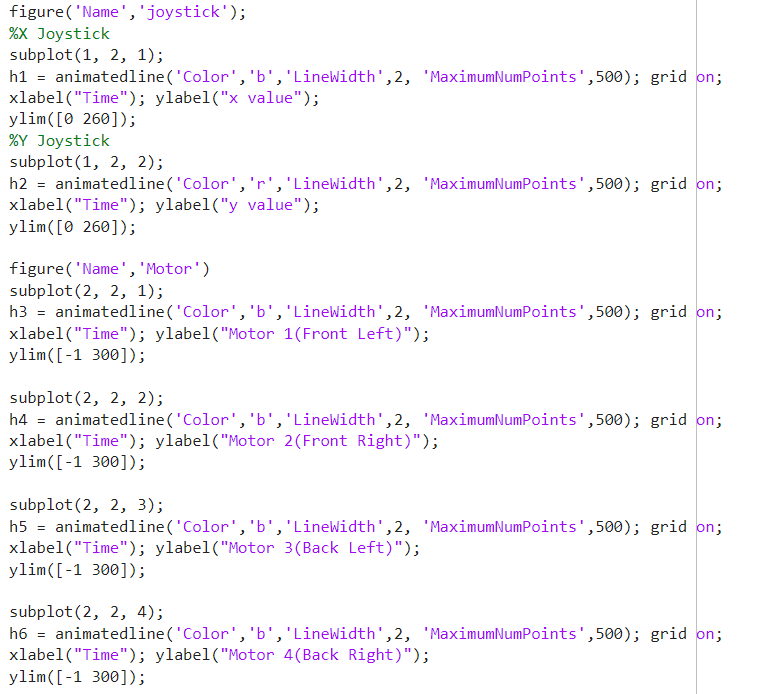 figure('Name','joystick');
%X Joystick
subplot(1, 2, 1);
h1 = animatedline('Color','b','LineWidth',2, 'MaximumNumPoints',500); grid on;
xlabel("Time"); ylabel("x value");
ylim([0 260]);
%Y Joystick
subplot(1, 2, 2);
h2 = animatedline('Color','r','LineWidth',2, 'MaximumNumPoints',500); grid on;
xlabel("Time"); ylabel("y value");
ylim([0 260]);
figure('Name','Motor')
subplot(2, 2, 1);
h3 = animatedline('Color','b','LineWidth',2, 'MaximumNumPoints',500); grid on;
xlabel("Time"); ylabel("Motor 1(Front Left)");
ylim([-1 300]);
subplot(2, 2, 2);
h4 = animatedline('Color','b','LineWidth',2, 'MaximumNumPoints',500); grid on;
xlabel("Time"); ylabel("Motor 2(Front Right)");
ylim([-1 300]);
subplot(2, 2, 3);
h5 = animatedline('Color','b','LineWidth',2, 'MaximumNumPoints',500); grid on;
xlabel("Time"); ylabel("Motor 3(Back Left)");
ylim([-1 300]);
subplot(2, 2, 4);
h6 = animatedline('Color','b','LineWidth',2, 'MaximumNumPoints',500); grid on;
xlabel("Time"); ylabel("Motor 4(Back Right)");
ylim([-1 300]);